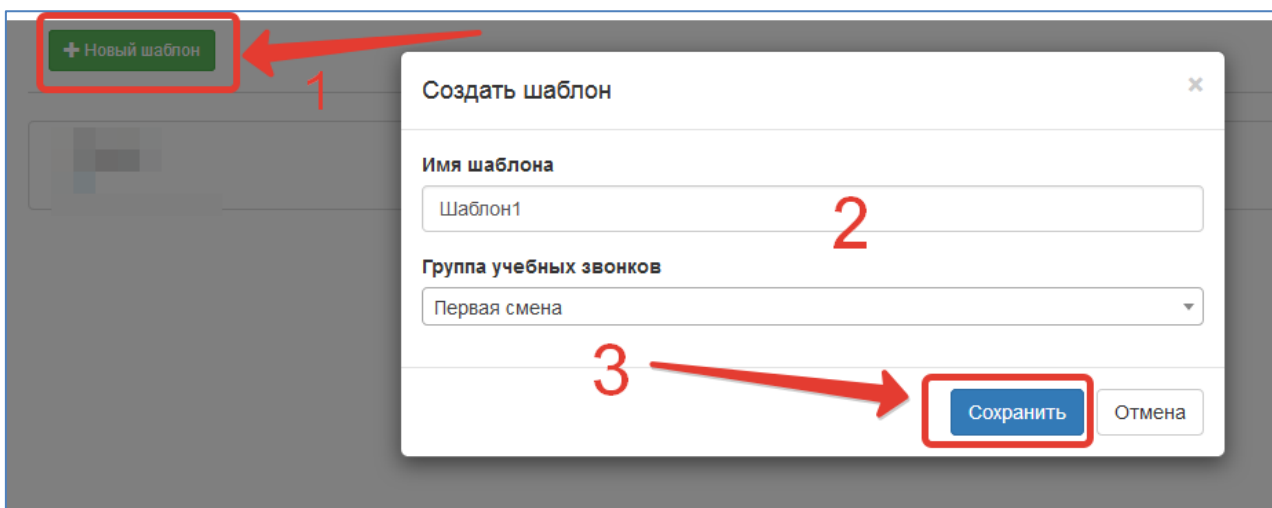 + Новый шаблон
1
Создать шаблон
×
Имя шаблона
Шаблон1
2
Группа учебных звонков
Первая смена
3
Сохранить
Отмена